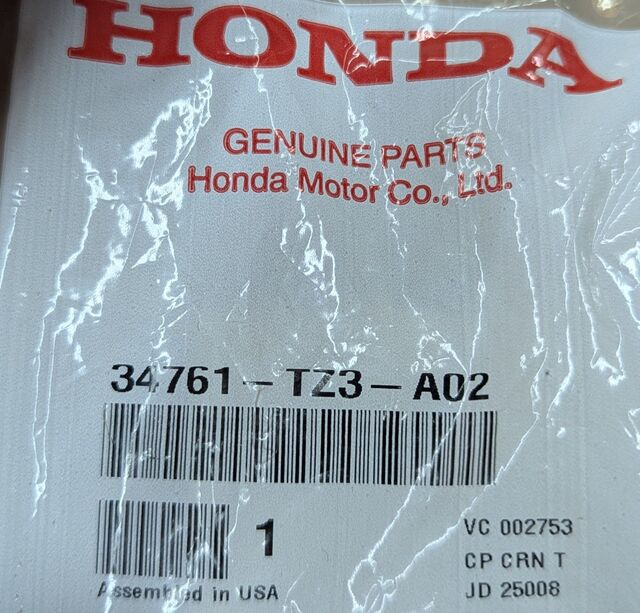 HONDA
GENUINE PARTS
Honda Motor Co., Ltd.
34761-TZ3-A02
1
VC 002753
CP CRN T
JD 25008
Assembled in USA